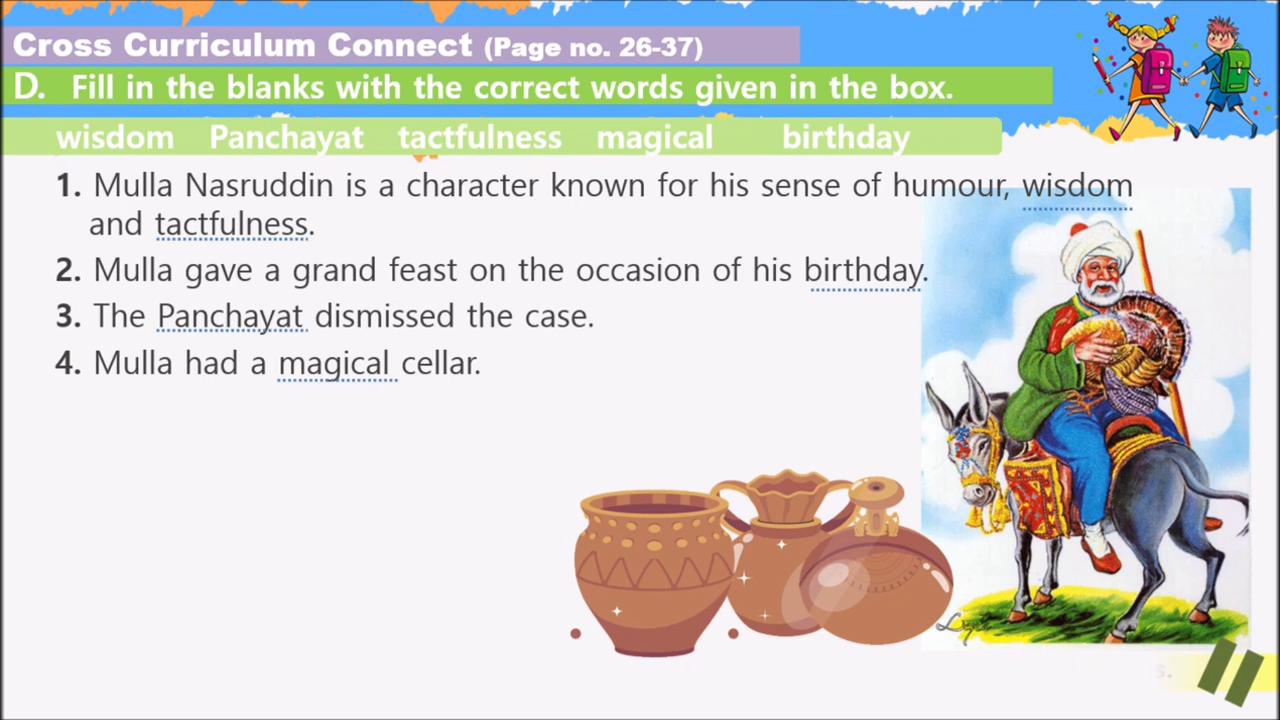 Cross Curriculum Connect (Page no. 26-37)
D. Fill in the blanks with the correct words given in the box.
wisdom Panchayat tactfulness magical birthday
1. Mulla Nasruddin is a character known for his sense of humour, wisdom
and tactfulness.
2. Mulla gave a grand feast on the occasion of his birthday.
3. The Panchayat dismissed the case.
4. Mulla had a magical cellar.